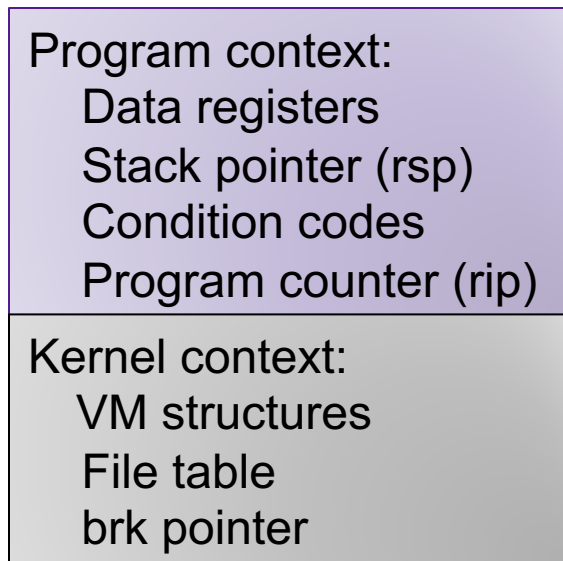 Program context:
Data registers
Stack pointer (rsp)
Condition codes
Program counter (rip)
Kernel context:
VM structures
File table
brk pointer